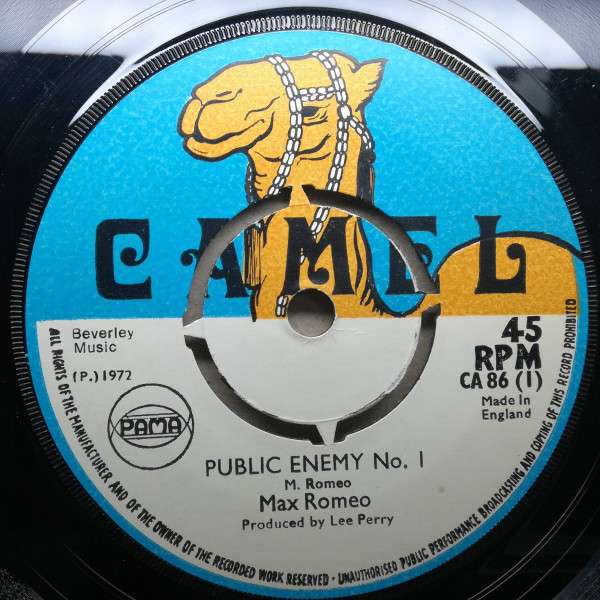 CAMEL
Beverley
Music
(P.) 1972
PAMA
45
RPM
CA 86 (1)
Made In
England
PUBLIC ENEMY No. 1
M. Romeo
Max Romeo
Produced by Lee Perry
ALL RIGHTS OF THE MANUFACTURER AND OF THE OWNER OF THE RECORDED WORK RESERVED - UNAUTHORISED PUBLIC PERFORMANCE BROADCASTING AND COPYING OF THIS RECORD PROHIBITED